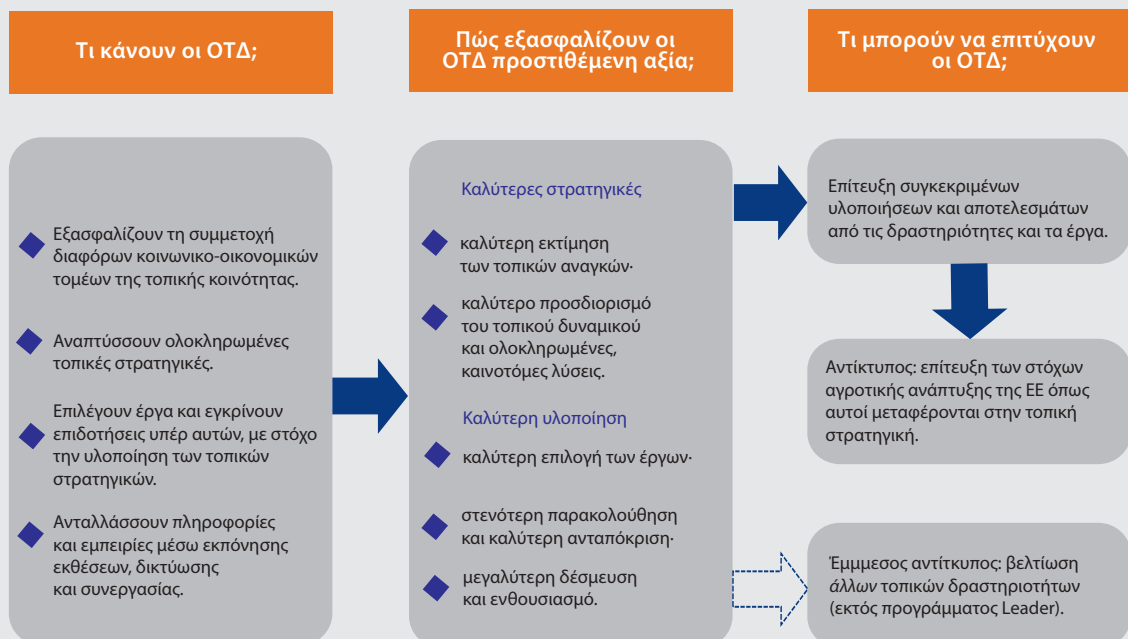 Τι κάνουν οι ΟΤΔ;
Πώς εξασφαλίζουν οι
ΟΤΔ προστιθέμενη αξία;
Τι μπορούν να επιτύχουν
οι ΟΤΔ;
Εξασφαλίζουν τη συμμετοχή
διαφόρων κοινωνικο-οικονομικών
τομέων της τοπικής κοινότητας.
Αναπτύσσουν ολοκληρωμένες
τοπικές στρατηγικές.
Επιλέγουν έργα και εγκρίνουν
επιδοτήσεις υπέρ αυτών, με στόχο
την υλοποίηση των τοπικών
στρατηγικών.
Ανταλλάσσουν πληροφορίες
και εμπειρίες μέσω εκπόνησης
εκθέσεων, δικτύωσης
και συνεργασίας.
Καλύτερες στρατηγικές
καλύτερη εκτίμηση
των τοπικών αναγκών·
καλύτερο προσδιορισμό
του τοπικού δυναμικού
και ολοκληρωμένες,
καινοτόμες λύσεις.
Καλύτερη υλοποίηση
καλύτερη επιλογή των έργων·
στενότερη παρακολούθηση
και καλύτερη ανταπόκριση·
μεγαλύτερη δέσμευση
και ενθουσιασμό.
Επίτευξη συγκεκριμένων
υλοποιήσεων και αποτελεσμάτων
από τις δραστηριότητες και τα έργα.
Αντίκτυπος: επίτευξη των στόχων
αγροτικής ανάπτυξης της ΕΕ όπως
αυτοί μεταφέρονται στην τοπική
στρατηγική.
Έμμμεσος αντίτκυπος: βελτίωση
άλλων τοπικών δραστηριοτήτων
(εκτός προγράμματος Leader).